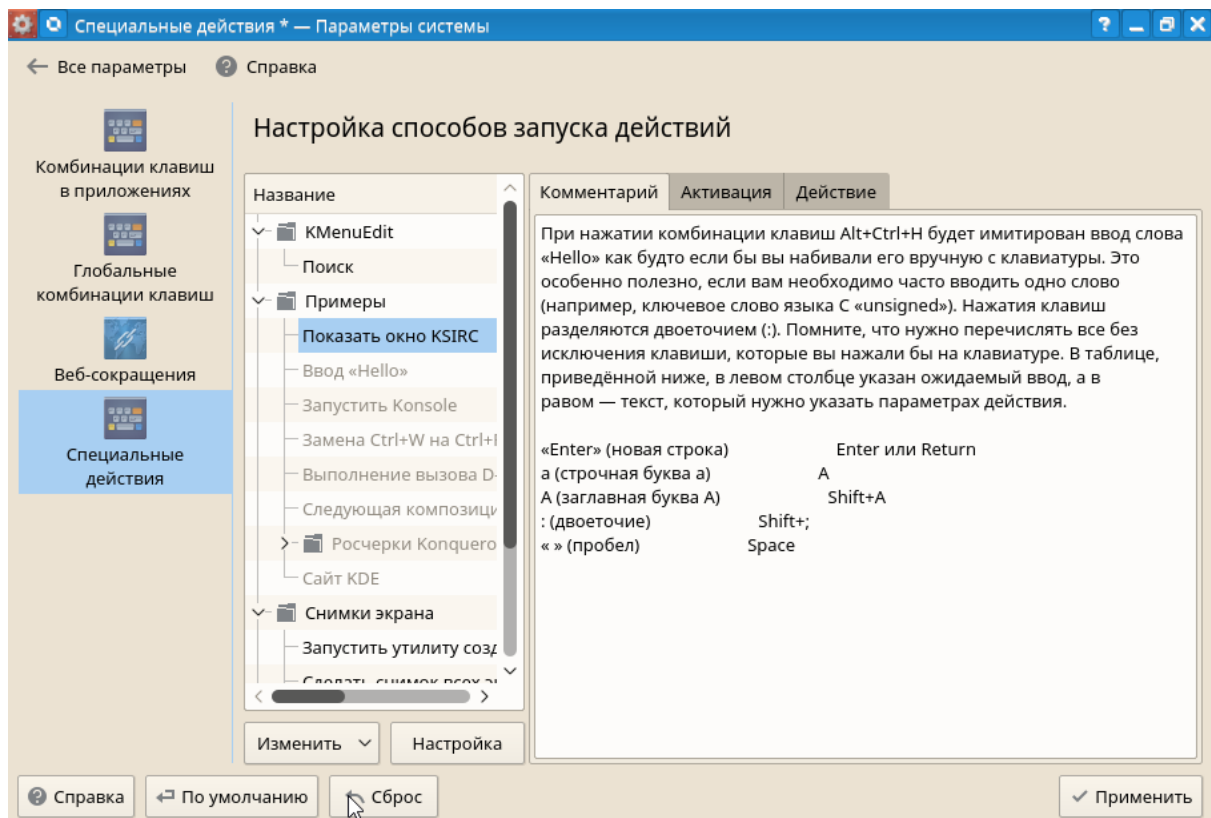 Специальные действия * — Параметры системы
Все параметры
Справка
Комбинации клавиш
в приложениях
Глобальные
комбинации клавиш
Веб-сокращения
Специальные
действия
Настройка способов запуска действий
Название
KMenuEdit
Поиск
Примеры
Показать окно KSIRC
Ввод «Hello»
Запустить Konsole
Замена Ctrl+W на Ctrl+
Выполнение вызова D-
Следующая композици
Росчерки Konquero
Сайт KDE
Снимки экрана
Запустить утилиту созд
Изменить
Настройка
Комментарий
Активация
Действие
При нажатии комбинации клавиш Alt+Ctrl+H будет имитирован ввод слова
«Hello» как будто если бы вы набивали его вручную с клавиатуры. Это
особенно полезно, если вам необходимо часто вводить одно слово
(например, ключевое слово языка C «unsigned»). Нажатия клавиш
разделяются двоеточием (:). Помните, что нужно перечислять все без
исключения клавиши, которые вы нажали бы на клавиатуре. В таблице,
приведённой ниже, в левом столбце указан ожидаемый ввод, а в
равом — текст, который нужно указать параметрах действия.
«Enter» (новая строка) Enter или Return
a (строчная буква a) A
A (заглавная буква A) Shift+A
: (двоеточие) Shift+;
« » (пробел) Space
Справка
По умолчанию
Сброс
Применить